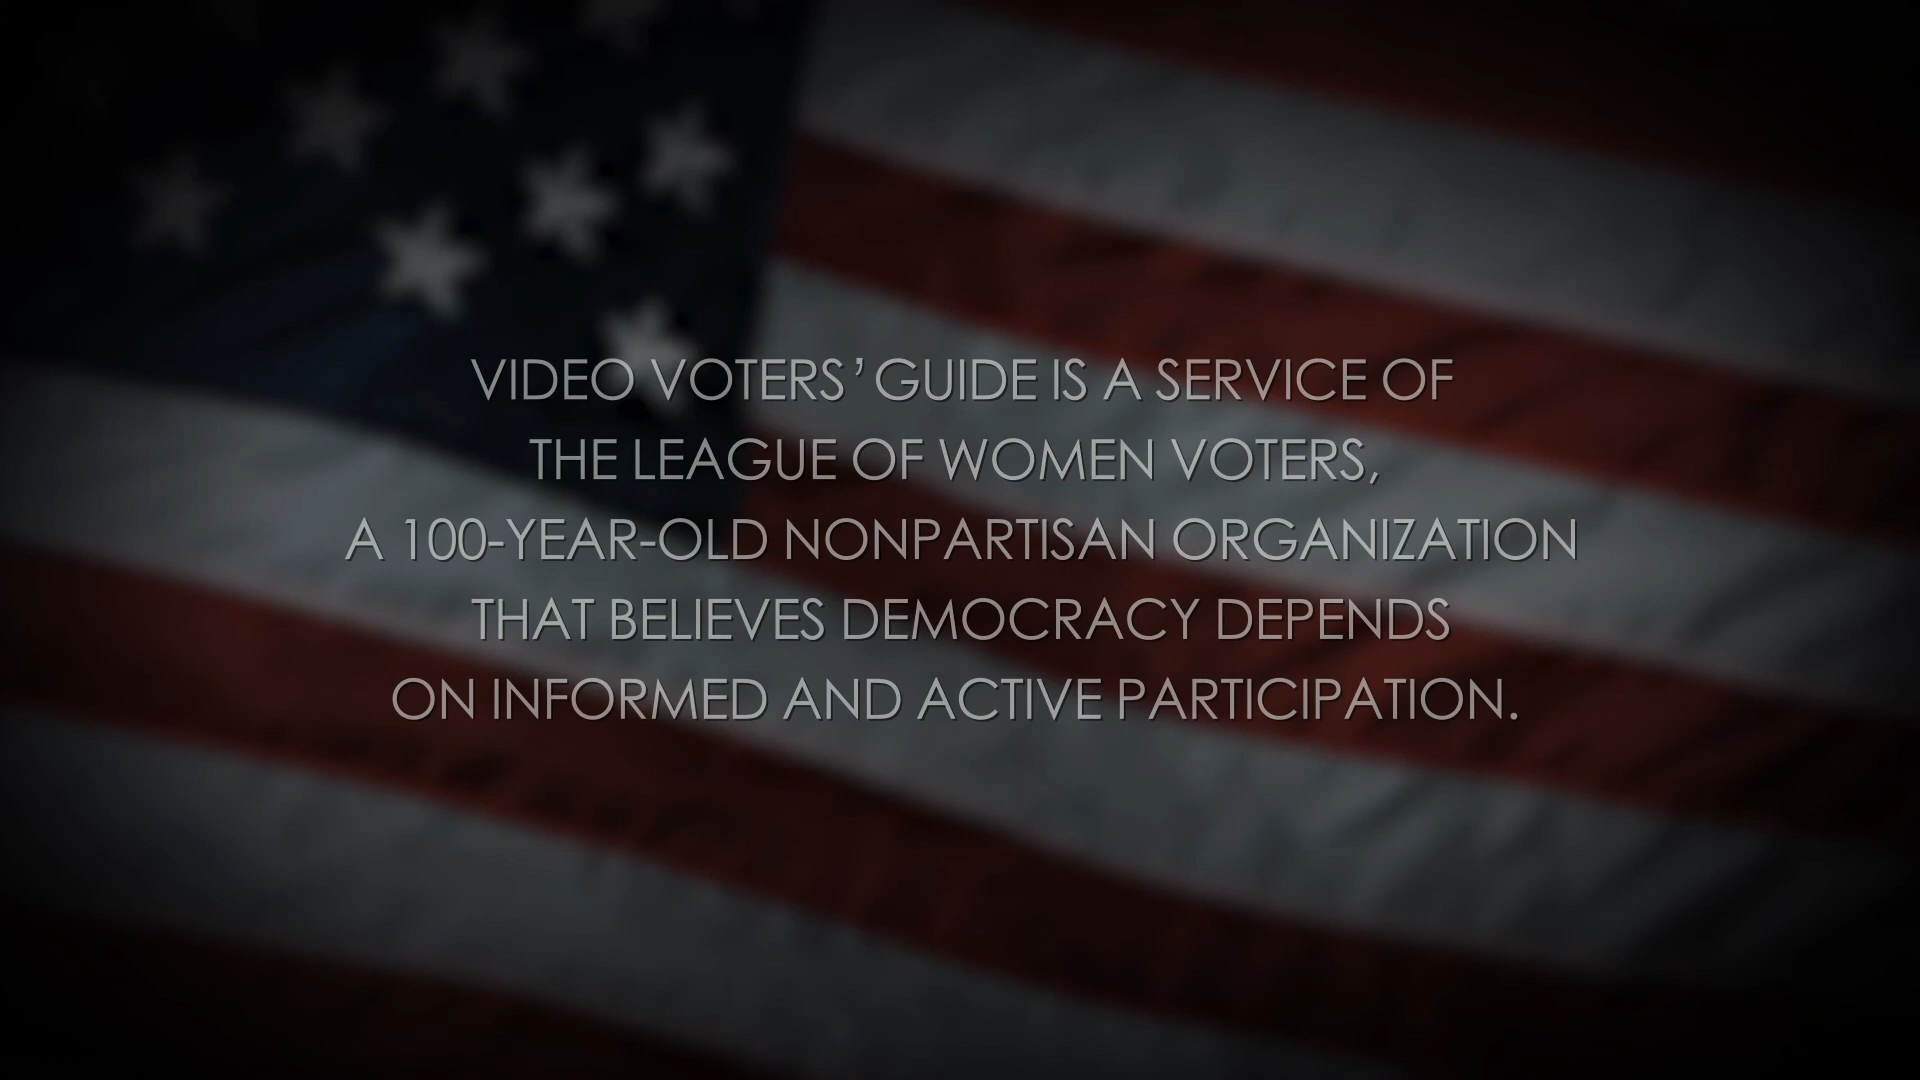 VIDEO VOTERS’ GUIDE IS A SERVICE OF
THE LEAGUE OF WOMEN VOTERS,
A 100-YEAR-OLD NONPARTISAN ORGANIZATION
THAT BELIEVES DEMOCRACY DEPENDS
ON INFORMED AND ACTIVE PARTICIPATION.